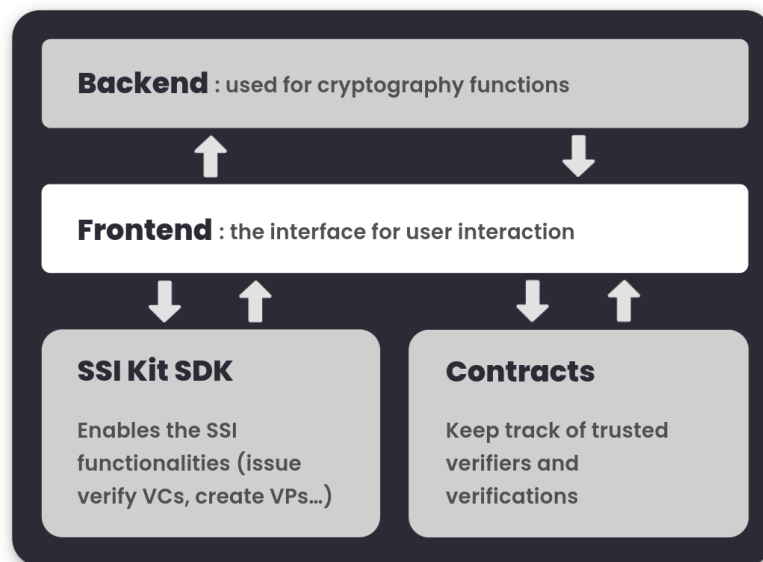 Backend : used for cryptography functions
Frontend : the interface for user interaction
SSI Kit SDK
Enables the SSI
functionalities (issue
verify VCs, create VPs…)
Contracts
Keep track of trusted
verifiers and
verifications